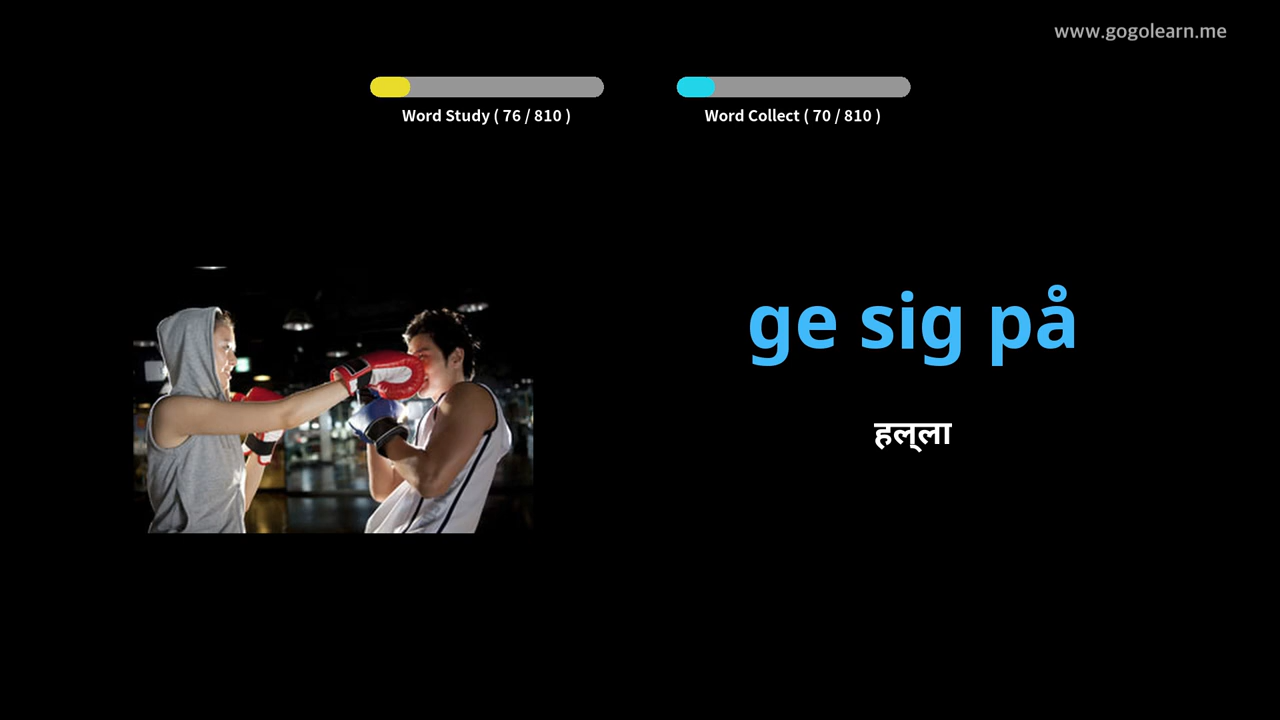 www.gogolearn.me
Word Study ( 76 / 810 )
Word Collect ( 70 / 810 )
ge sig på
हल्ला